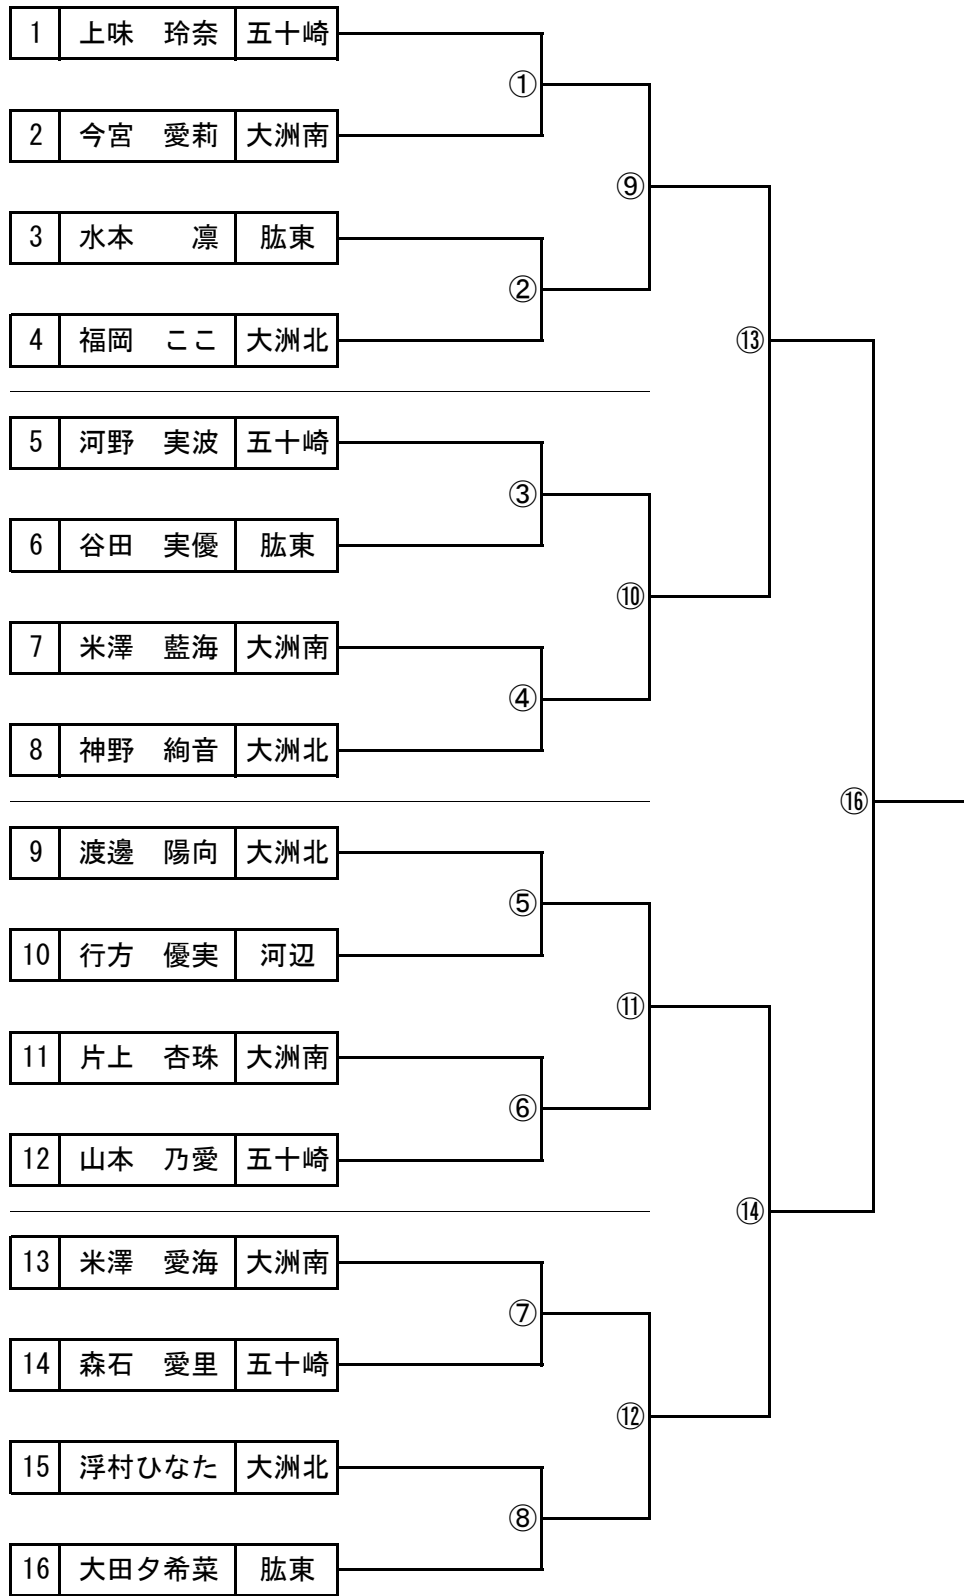 1 上味　玲奈 五十崎
①
2 今宮　愛莉 大洲南
⑨
3 水本　　凛 肱東
②
4 福岡　ここ 大洲北
⑬
5 河野　実波 五十崎
③
6 谷田　実優 肱東
⑩
7 米澤　藍海 大洲南
④
8 神野　絢音 大洲北
⑯
9 渡邊　陽向 大洲北
⑤
10 行方　優実 河辺
⑪
11 片上　杏珠 大洲南
⑥
12 山本　乃愛 五十崎
⑭
13 米澤　愛海 大洲南
⑦
14 森石　愛里 五十崎
⑫
15 浮村ひなた 大洲北
⑧
16 大田夕希菜 肱東